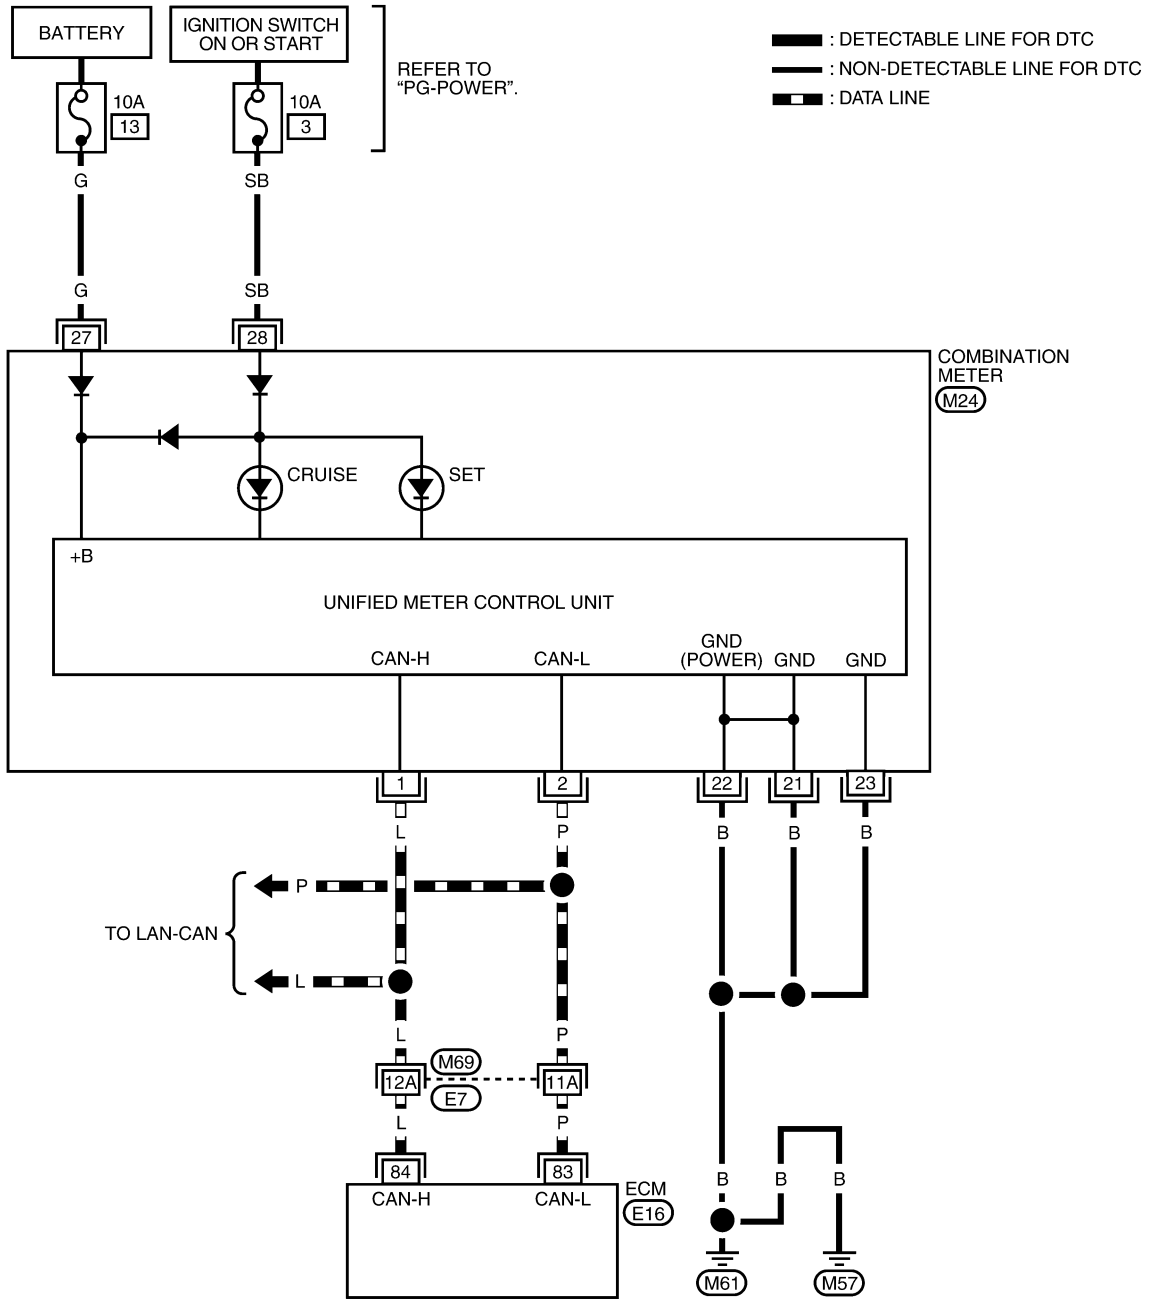 BATTERY
IGNITION SWITCH
ON OR START
REFER TO
“PG-POWER”.
: DETECTABLE LINE FOR DTC
: NON-DETECTABLE LINE FOR DTC
: DATA LINE
10A
13
10A
3
G
SB
G
SB
27
28
COMBINATION
METER
M24
CRUISE
SET
+B
UNIFIED METER CONTROL UNIT
CAN-H
CAN-L
GND
(POWER)
GND
GND
1
2
22
21
23
L
P
B
B
B
P
TO LAN-CAN
L
L
P
M69
12A
11A
E7
L
P
84
83
CAN-H
CAN-L
ECM
E16
B
B
B
M61
M57